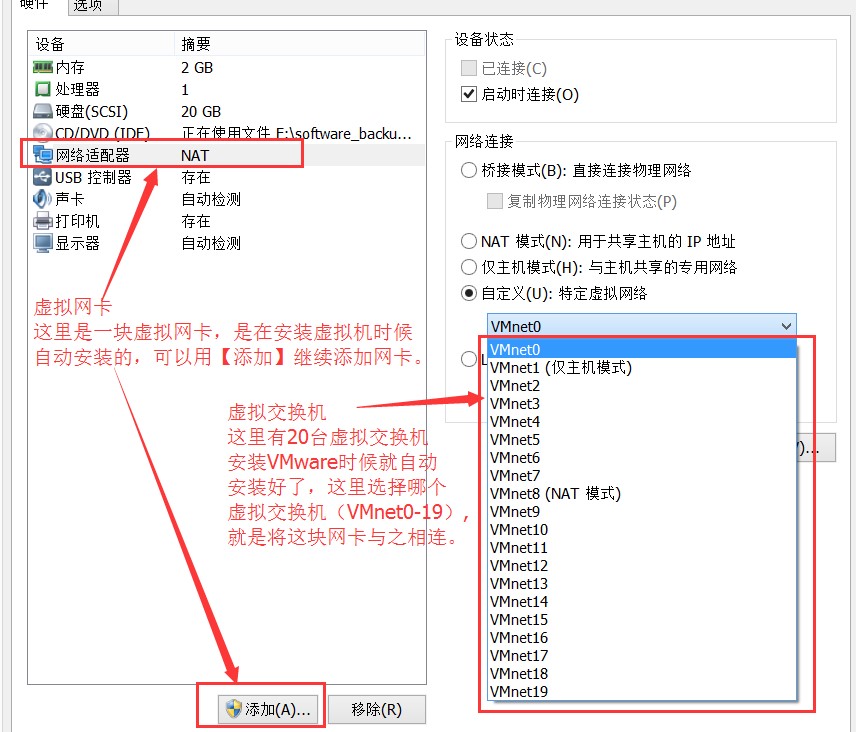 硬件 选项
设备 摘要
内存 2 GB
处理器 1
硬盘(SCSI) 20 GB
CD/DVD (IDE) 正在使用文件 E:\software_backu...
网络适配器 NAT
USB 控制器 存在
声卡 自动检测
打印机 存在
显示器 自动检测
虚拟网卡
这里是一块虚拟网卡，是在安装虚拟机时候
自动安装的，可以用【添加】继续添加网卡。
虚拟交换机
这里有20台虚拟交换机
安装VMware时候就自动
安装好了，这里选择哪个
虚拟交换机（VMnet0-19）,
就是将这块网卡与之相连。
添加(A)... 移除(R)
设备状态
已连接(C)
启动时连接(O)
网络连接
桥接模式(B): 直接连接物理网络
复制物理网络连接状态(P)
NAT 模式(N): 用于共享主机的 IP 地址
仅主机模式(H): 与主机共享的专用网络
自定义(U): 特定虚拟网络
VMnet0
VMnet0
VMnet1 (仅主机模式)
VMnet2
VMnet3
VMnet4
VMnet5
VMnet6
VMnet7
VMnet8 (NAT 模式)
VMnet9
VMnet10
VMnet11
VMnet12
VMnet13
VMnet14
VMnet15
VMnet16
VMnet17
VMnet18
VMnet19